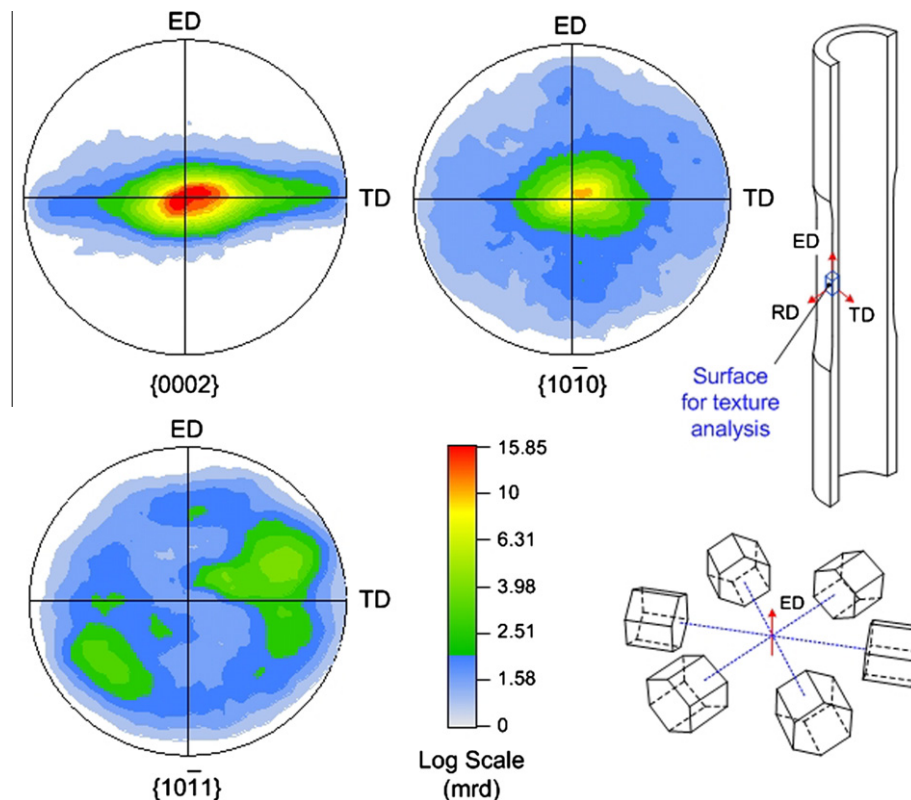 ED
TD
{0002}
ED
TD
{101̄0}
ED
RD
TD
Surface
for texture
analysis
ED
TD
{101̄1}
15.85
10
6.31
3.98
2.51
1.58
0
Log Scale
(mrd)
ED